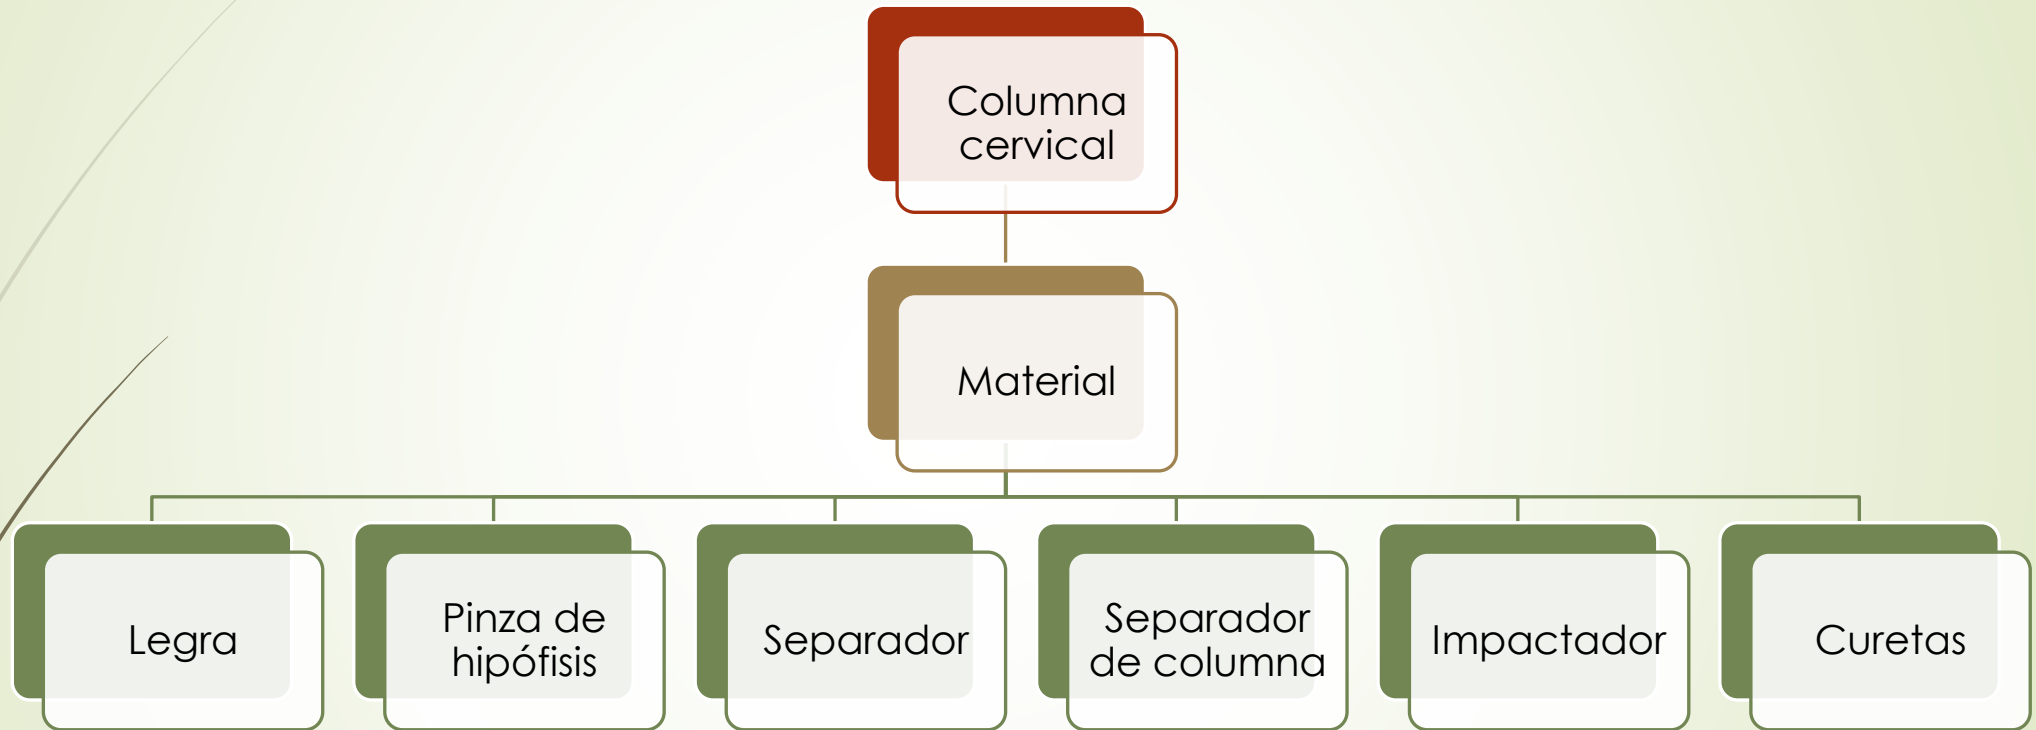 Columna
cervical
Material
Legra
Pinza de
hipófisis
Separador
Separador
de columna
Impactador
Curetas